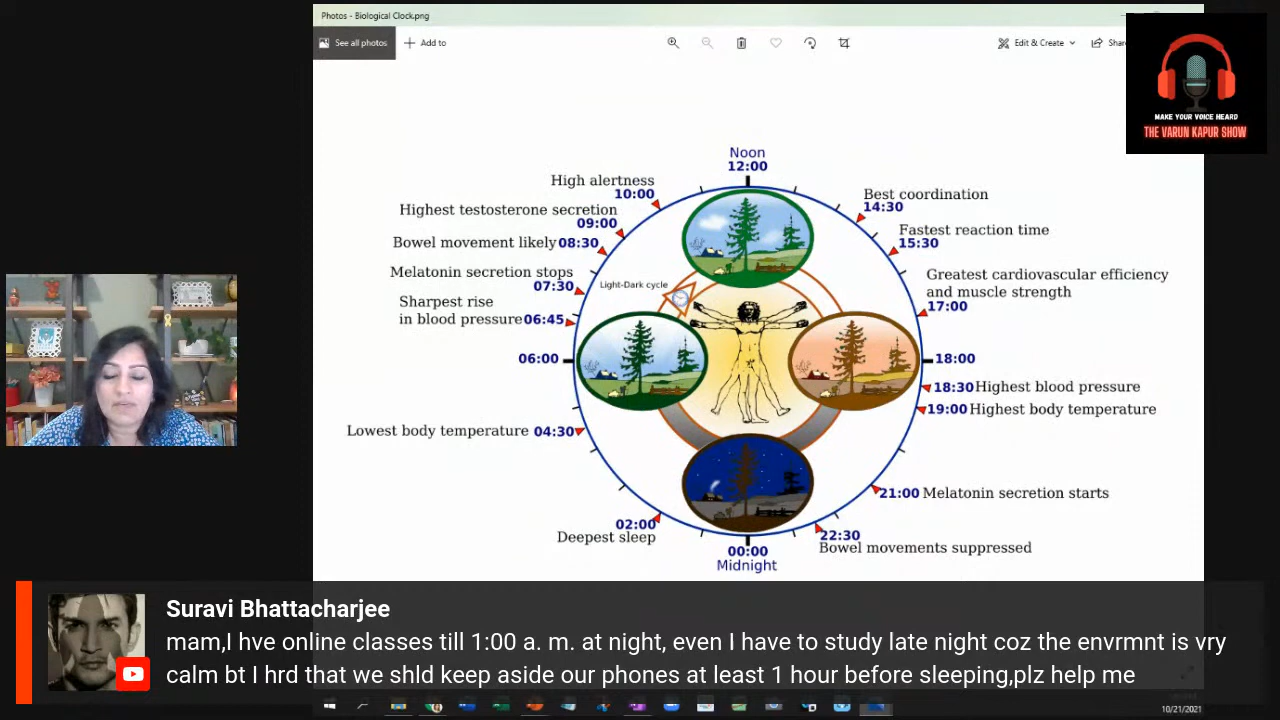 Photos - Biological Clock.png
See all photos
Add to
Edit & Create
Share
MAKE YOUR VOICE HEARD
THE VARUN KAPUR SHOW
Noon
12:00
High alertness
10:00
Highest testosterone secretion
09:00
Bowel movement likely 08:30
Melatonin secretion stops
07:30
Sharpest rise
in blood pressure 06:45
06:00
Lowest body temperature 04:30
02:00
Deepest sleep
Light-Dark cycle
Best coordination
14:30
Fastest reaction time
15:30
Greatest cardiovascular efficiency
and muscle strength
17:00
18:00
18:30 Highest blood pressure
19:00 Highest body temperature
21:00 Melatonin secretion starts
22:30
Bowel movements suppressed
00:00
Midnight
Suravi Bhattacharjee
mam,I hve online classes till 1:00 a. m. at night, even I have to study late night coz the envrmnt is vry
calm bt I hrd that we shld keep aside our phones at least 1 hour before sleeping,plz help me
10/21/2021